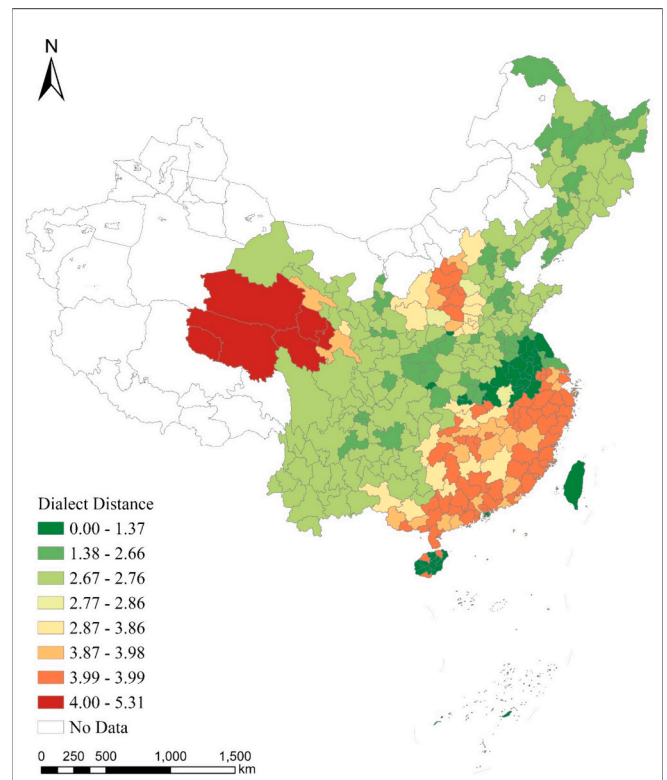 N
Dialect Distance
0.00 - 1.37
1.38 - 2.66
2.67 - 2.76
2.77 - 2.86
2.87 - 3.86
3.87 - 3.98
3.99 - 3.99
4.00 - 5.31
No Data
0 250 500 1,000 1,500
km